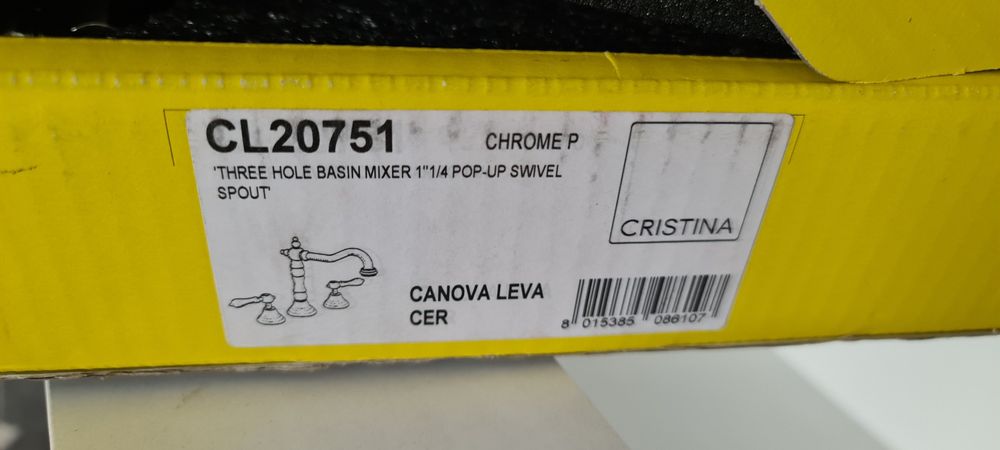 CL20751 CHROME P
'THREE HOLE BASIN MIXER 1"1/4 POP-UP SWIVEL
SPOUT'
CRISTINA
CANOVA LEVA
CER
8 015385 086107